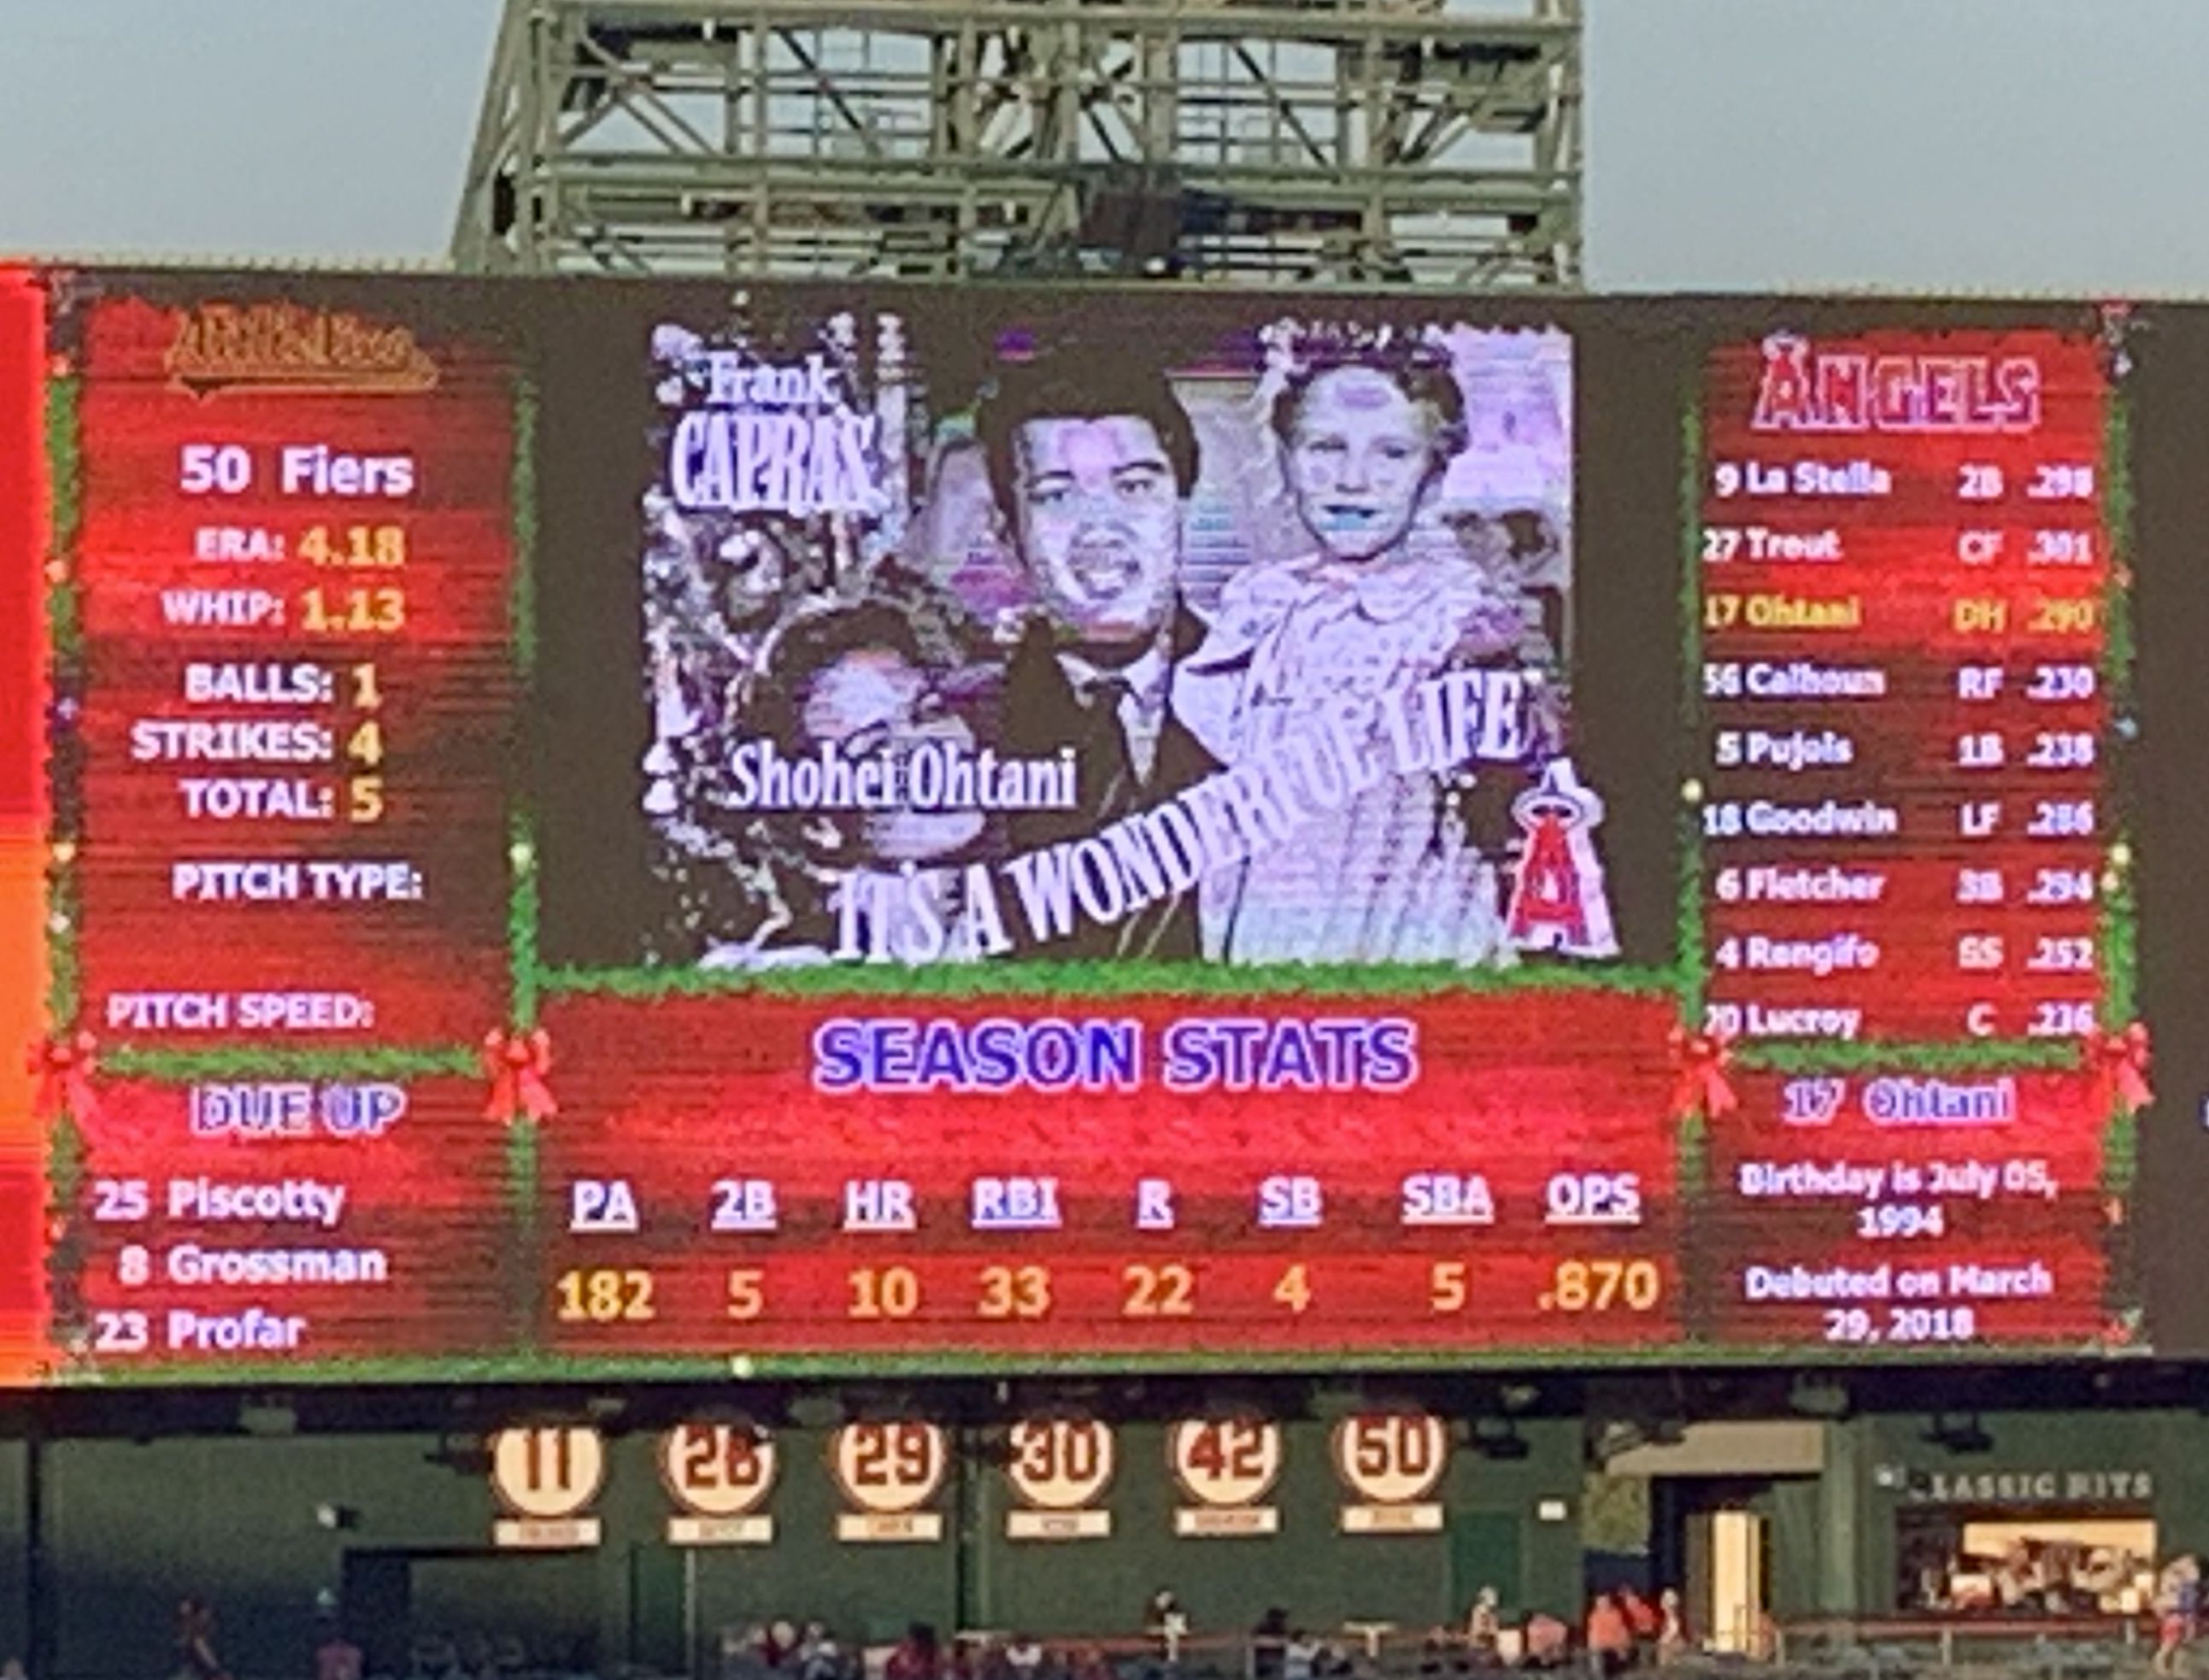 Athletics
50 Fiers
ERA: 4.18
WHIP: 1.13
BALLS: 1
STRIKES: 4
TOTAL: 5
PITCH TYPE:
PITCH SPEED:
DUE UP
25 Piscotty
8 Grossman
23 Profar
Frank
CAPRA'S
Shohei Ohtani
IT'S A WONDERFUL LIFE
A
SEASON STATS
PA 2B HR RBI R SB SBA OPS
182 5 10 33 22 4 5 .870
ANGELS
9 La Stella 2B .298
27 Trout CF .301
17 Ohtani DH .290
56 Calhoun RF .230
5 Pujols 1B .238
18 Goodwin LF .286
6 Fletcher 3B .294
4 Rengifo SS .252
20 Lucroy C .236
17 Ohtani
Birthday is July 05,
1994
Debuted on March
29, 2018
11 26 29 30 42 50
CLASSIC HITS